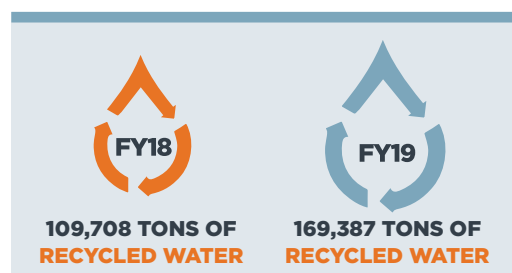 FY18
109,708 TONS OF
RECYCLED WATER
FY19
169,387 TONS OF
RECYCLED WATER